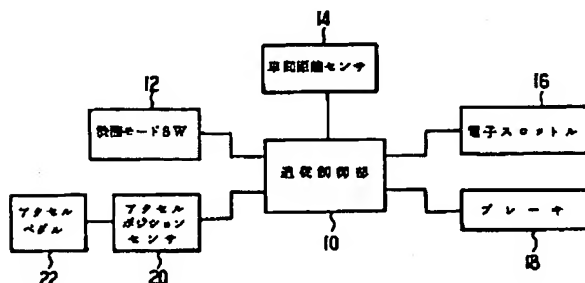 14
車間距離センサ
12
渋滞モードSW
16
電子スロットル
追従制御部
アクセル
ペダル
アクセル
ポジション
センサ
ブレーキ
22
20
10
18